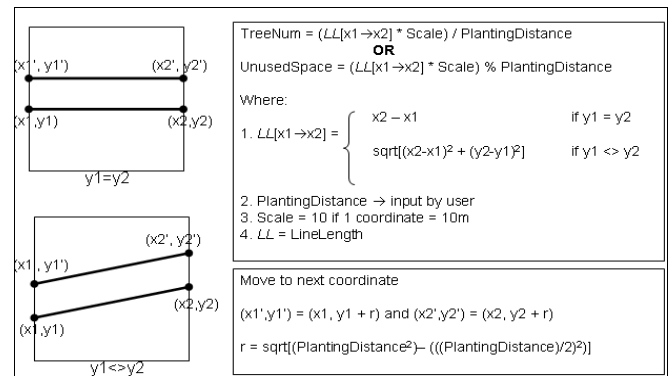 (x1', y1')
(x2', y2')
(x1,y1)
(x2,y2)
y1=y2
(x2', y2')
(x1', y1')
(x2,y2)
(x1,y1)
y1<>y2
TreeNum = (LL[x1→x2] * Scale) / PlantingDistance
OR
UnusedSpace = (LL[x1→x2] * Scale) % PlantingDistance
Where:
x2 – x1 if y1 = y2
1. LL[x1→x2] =
sqrt[(x2-x1)² + (y2-y1)²] if y1 <> y2
2. PlantingDistance → input by user
3. Scale = 10 if 1 coordinate = 10m
4. LL = LineLength
Move to next coordinate
(x1',y1') = (x1, y1 + r) and (x2',y2') = (x2, y2 + r)
r = sqrt[(PlantingDistance²)– (((PlantingDistance)/2)²)]